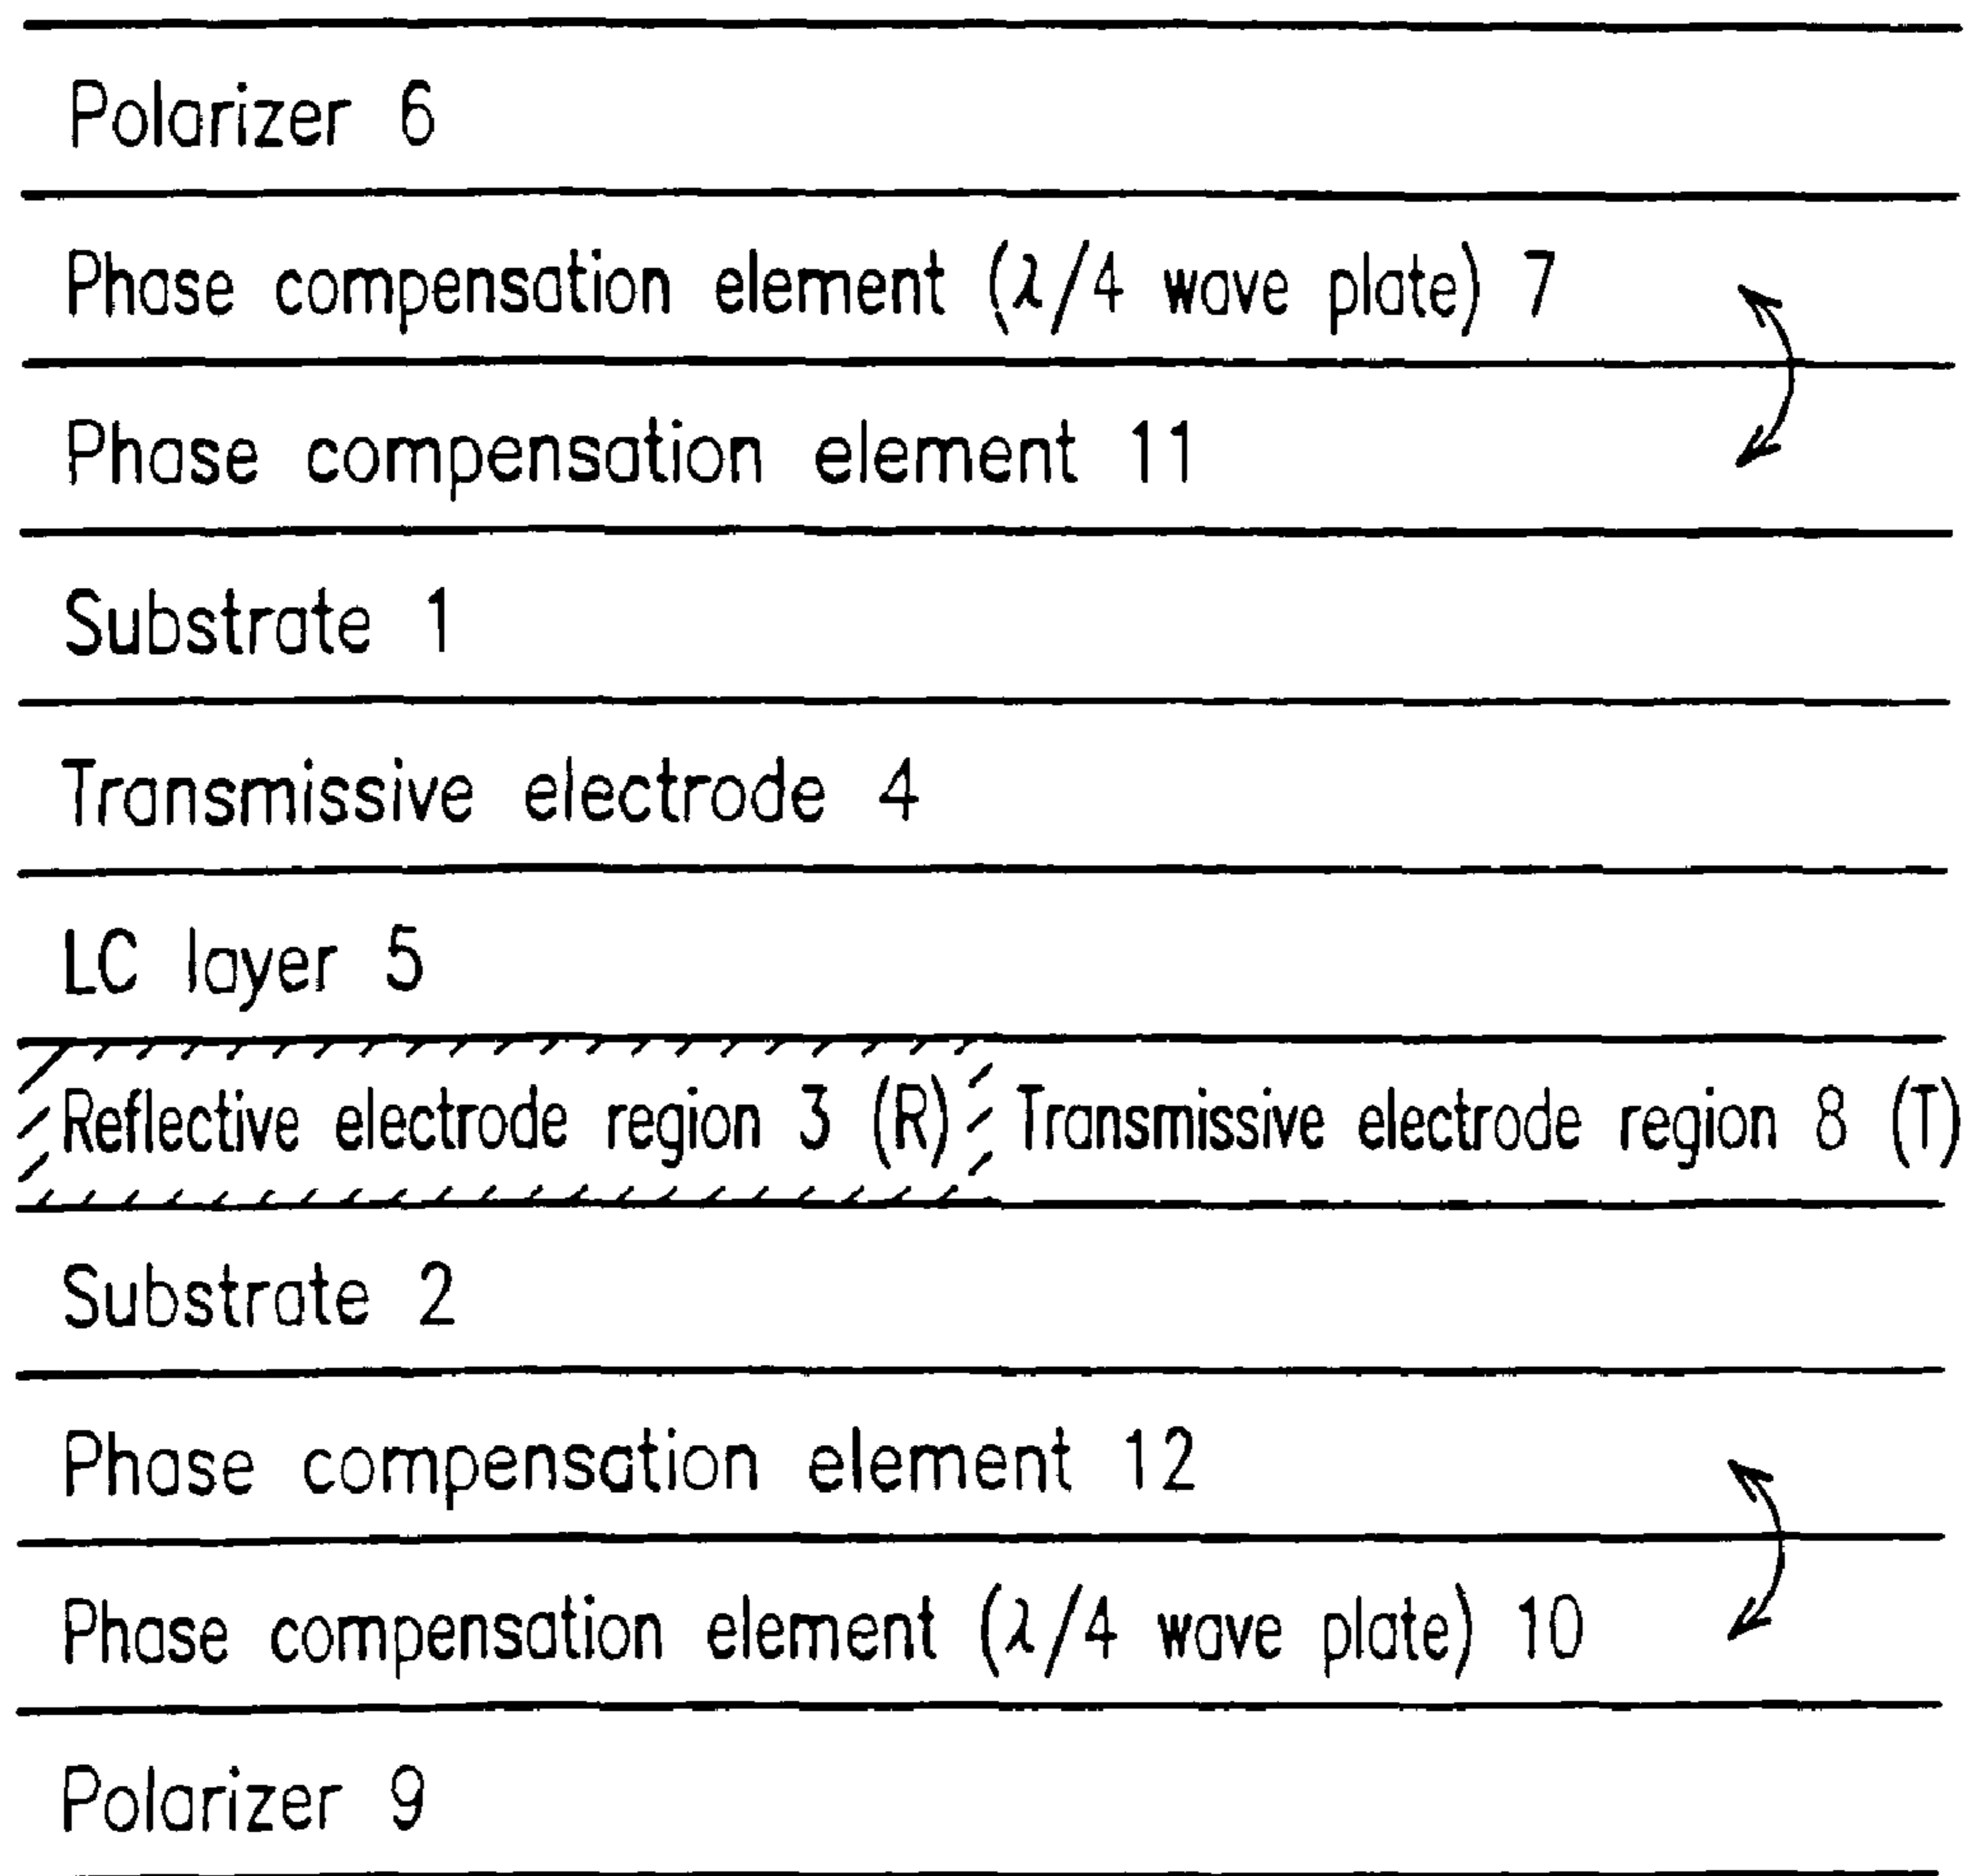 Polarizer 6
Phase compensation element (λ/4 wave plate) 7
Phase compensation element 11
Substrate 1
Transmissive electrode 4
LC layer 5
Reflective electrode region 3 (R) Transmissive electrode region 8 (T)
Substrate 2
Phase compensation element 12
Phase compensation element (λ/4 wave plate) 10
Polarizer 9